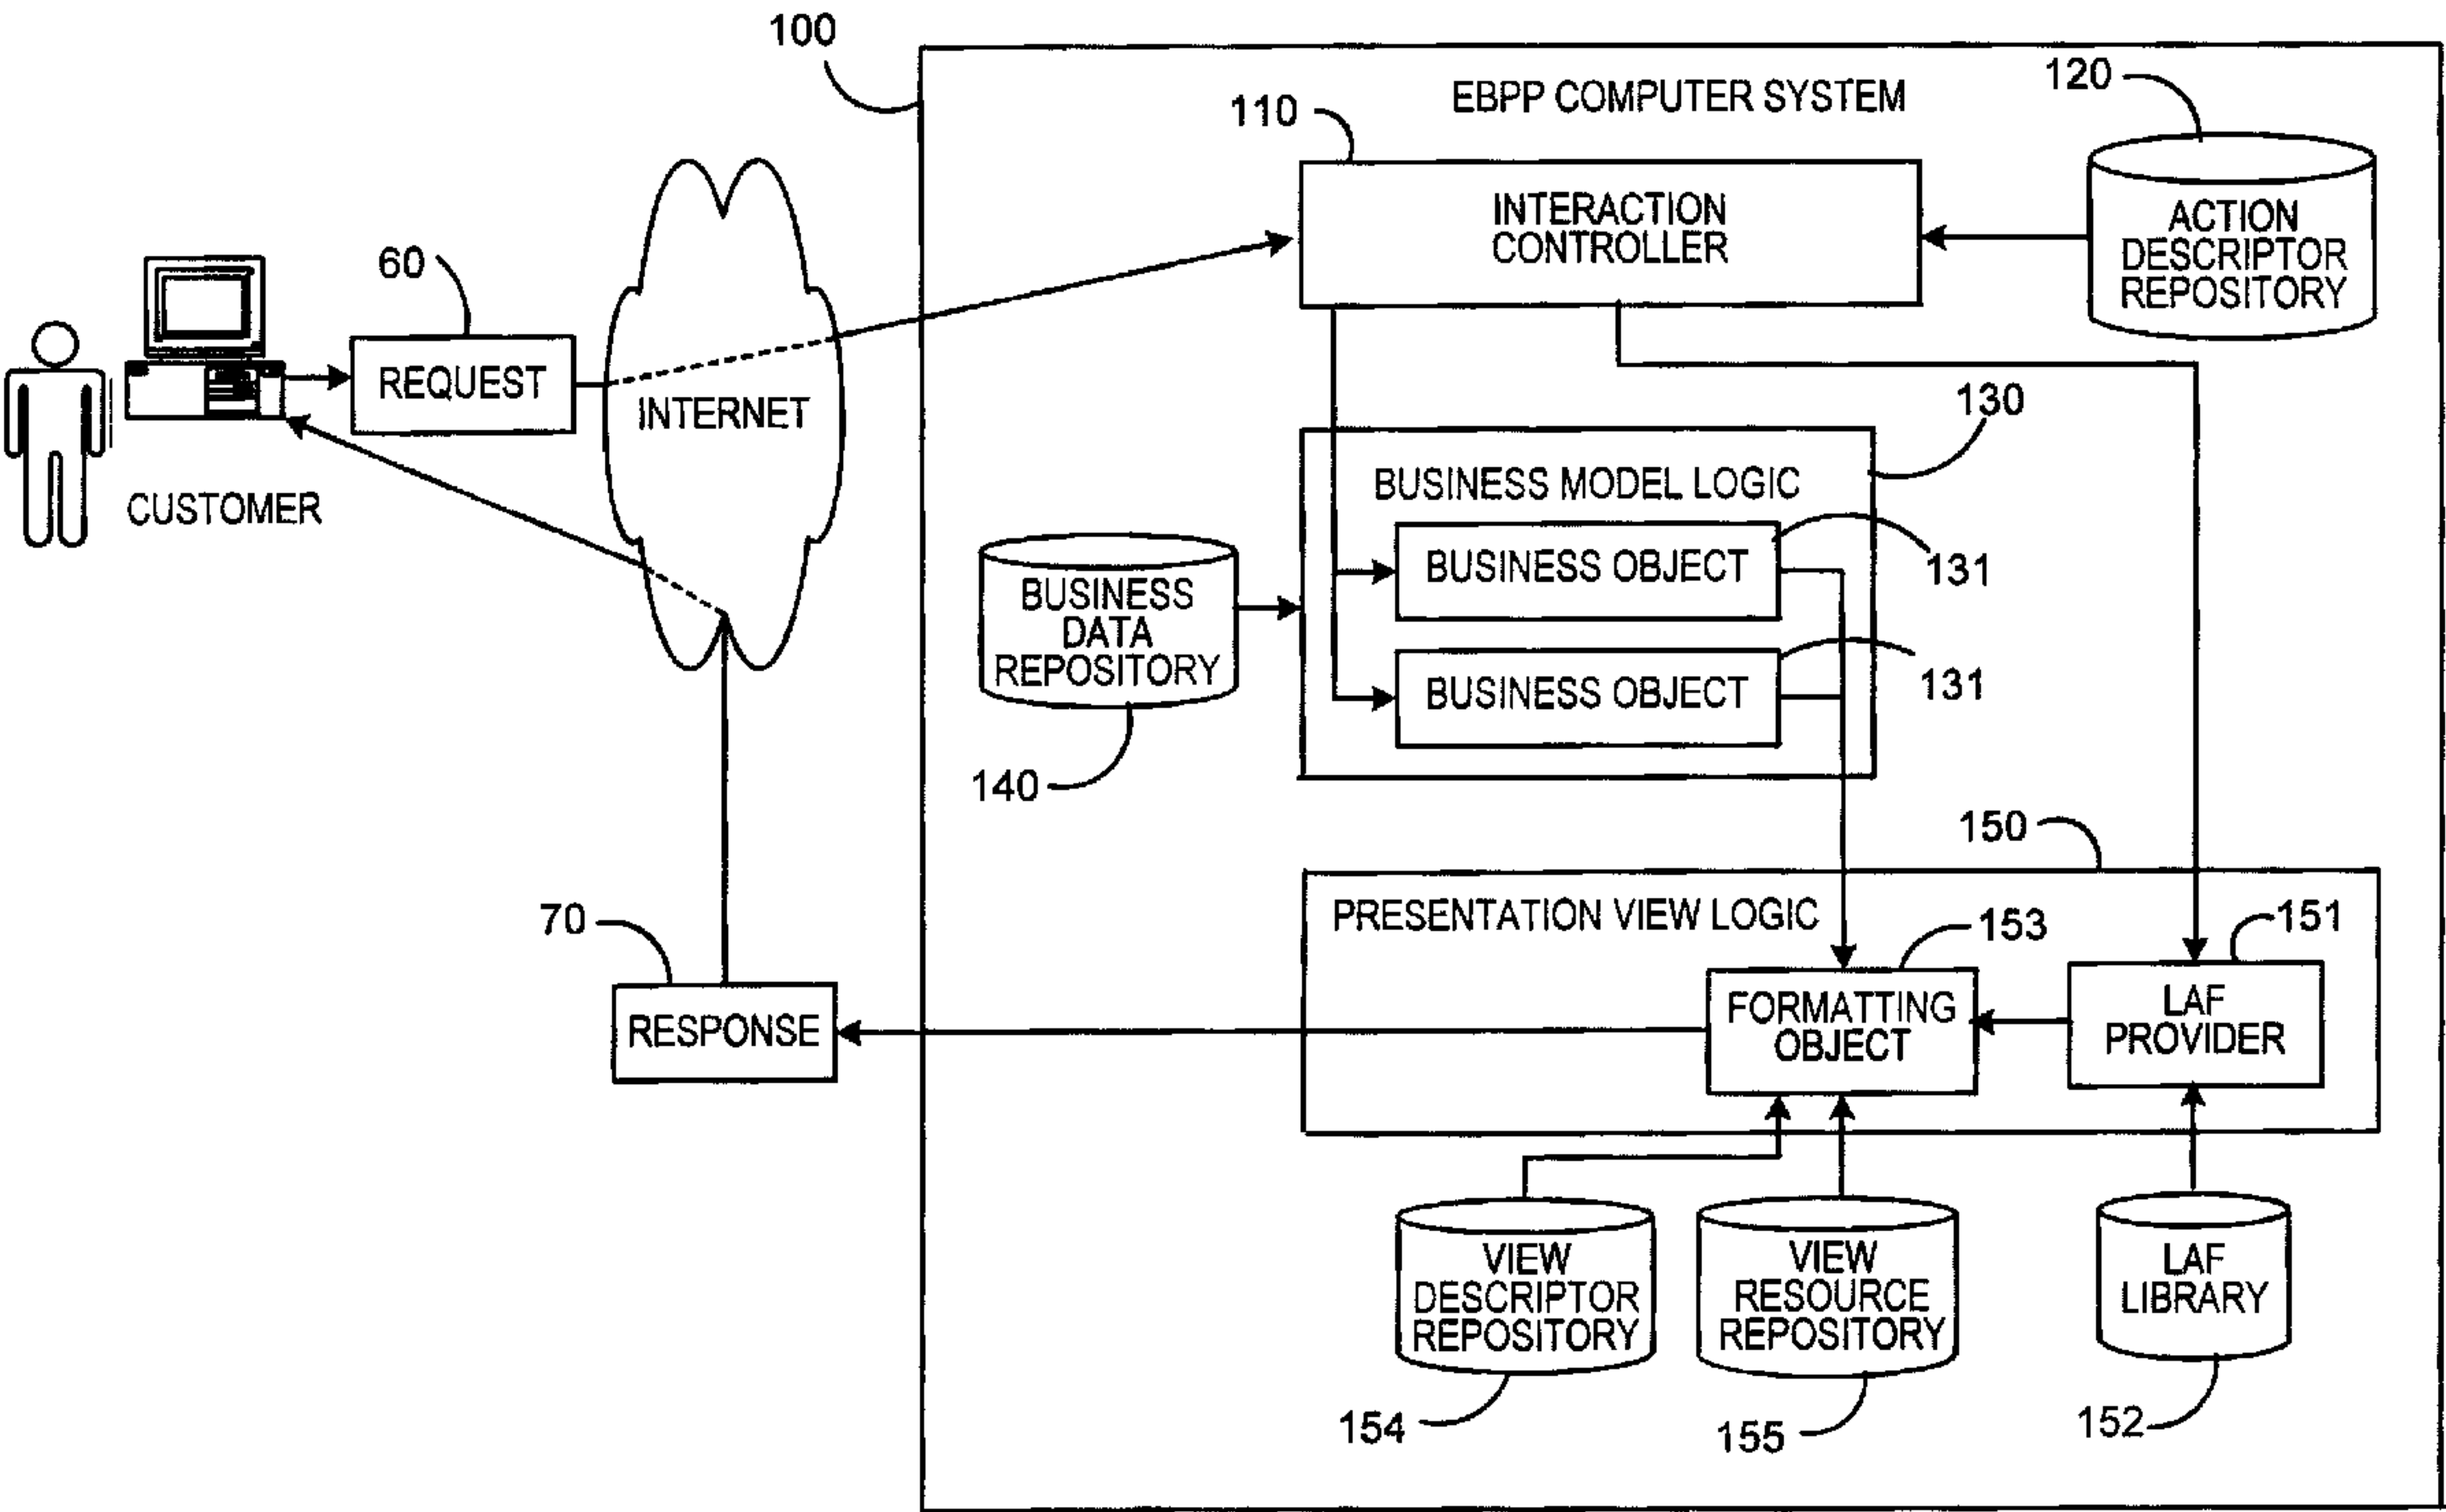 100
EBPP COMPUTER SYSTEM
120
110
INTERACTION
CONTROLLER
ACTION
DESCRIPTOR
REPOSITORY
60
REQUEST
INTERNET
CUSTOMER
130
BUSINESS MODEL LOGIC
BUSINESS OBJECT
131
BUSINESS OBJECT
131
BUSINESS
DATA
REPOSITORY
140
150
PRESENTATION VIEW LOGIC
153
151
70
RESPONSE
FORMATTING
OBJECT
LAF
PROVIDER
VIEW
DESCRIPTOR
REPOSITORY
VIEW
RESOURCE
REPOSITORY
LAF
LIBRARY
154
155
152